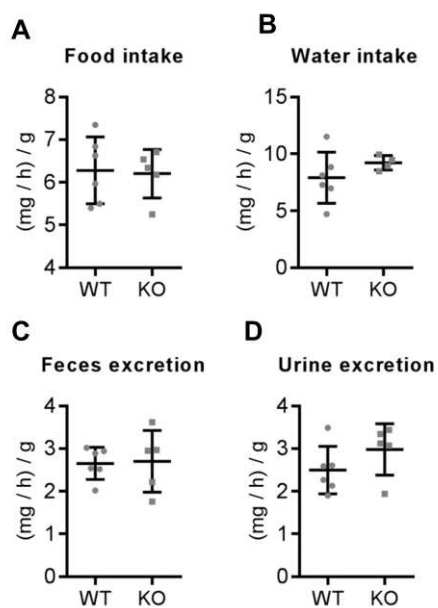 A
Food intake
(mg / h) / g
8
7
6
5
4
WT KO
B
Water intake
(mg / h) / g
15
10
5
0
WT KO
C
Feces excretion
(mg / h) / g
4
3
2
1
0
WT KO
D
Urine excretion
(mg / h) / g
4
3
2
1
0
WT KO